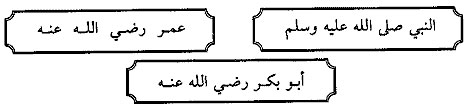 النبي صلى الله عليه وسلم
عمر رضي الله عنه
أبو بكر رضي الله عنه